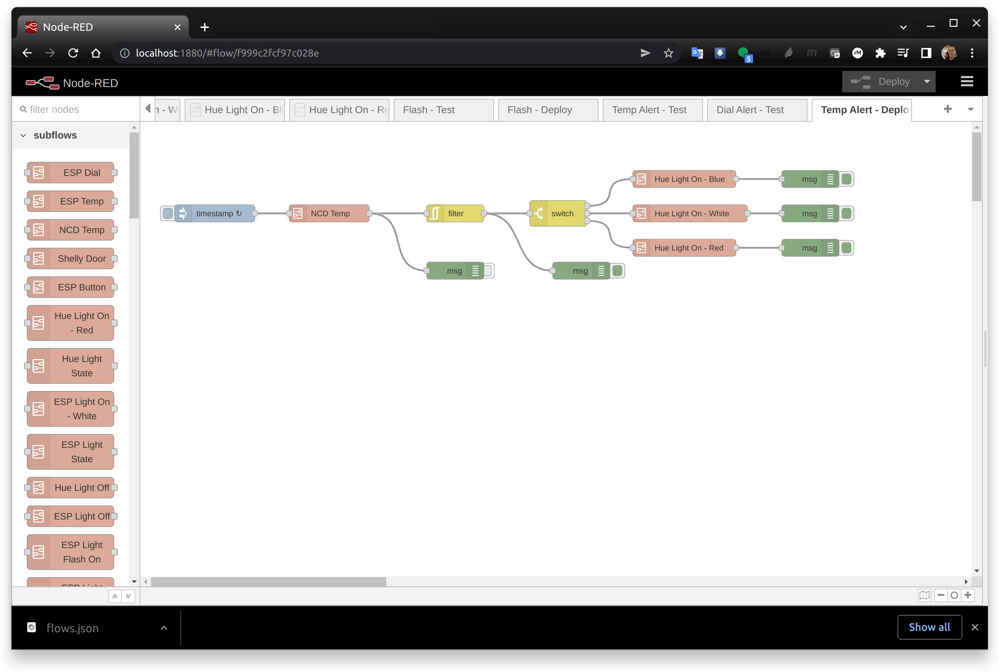 Node-RED
localhost:1880/#flow/f999c2fcf97c028e
5
rM
m
Node-RED
Deploy
filter nodes
n - W
Hue Light On - Bl
Hue Light On - Re
Flash - Test
Flash - Deploy
Temp Alert - Test
Dial Alert - Test
Temp Alert - Deplo
subflows
ESP Dial
ESP Temp
NCD Temp
Shelly Door
ESP Button
Hue Light On
- Red
Hue Light
State
ESP Light On
- White
ESP Light
State
Hue Light Off
ESP Light Off
ESP Light
Flash On
ESP Light
timestamp ↻
NCD Temp
filter
switch
Hue Light On - Blue
msg
Hue Light On - White
msg
Hue Light On - Red
msg
msg
msg
flows.json
Show all